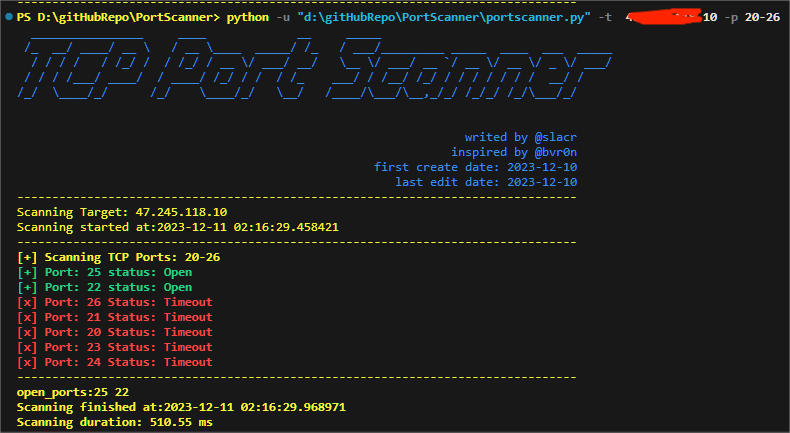 PS D:\gitHubRepo\PortScanner> python -u "d:\gitHubRepo\PortScanner\portscanner.py" -t 10 -p 20-26
TCP Port Scanner
writed by @slacr
inspired by @bvr0n
first create date: 2023-12-10
last edit date: 2023-12-10
Scanning Target: 47.245.118.10
Scanning started at:2023-12-11 02:16:29.458421
[+] Scanning TCP Ports: 20-26
[+] Port: 25 status: Open
[+] Port: 22 status: Open
[x] Port: 26 Status: Timeout
[x] Port: 21 Status: Timeout
[x] Port: 20 Status: Timeout
[x] Port: 23 Status: Timeout
[x] Port: 24 Status: Timeout
open_ports:25 22
Scanning finished at:2023-12-11 02:16:29.968971
Scanning duration: 510.55 ms